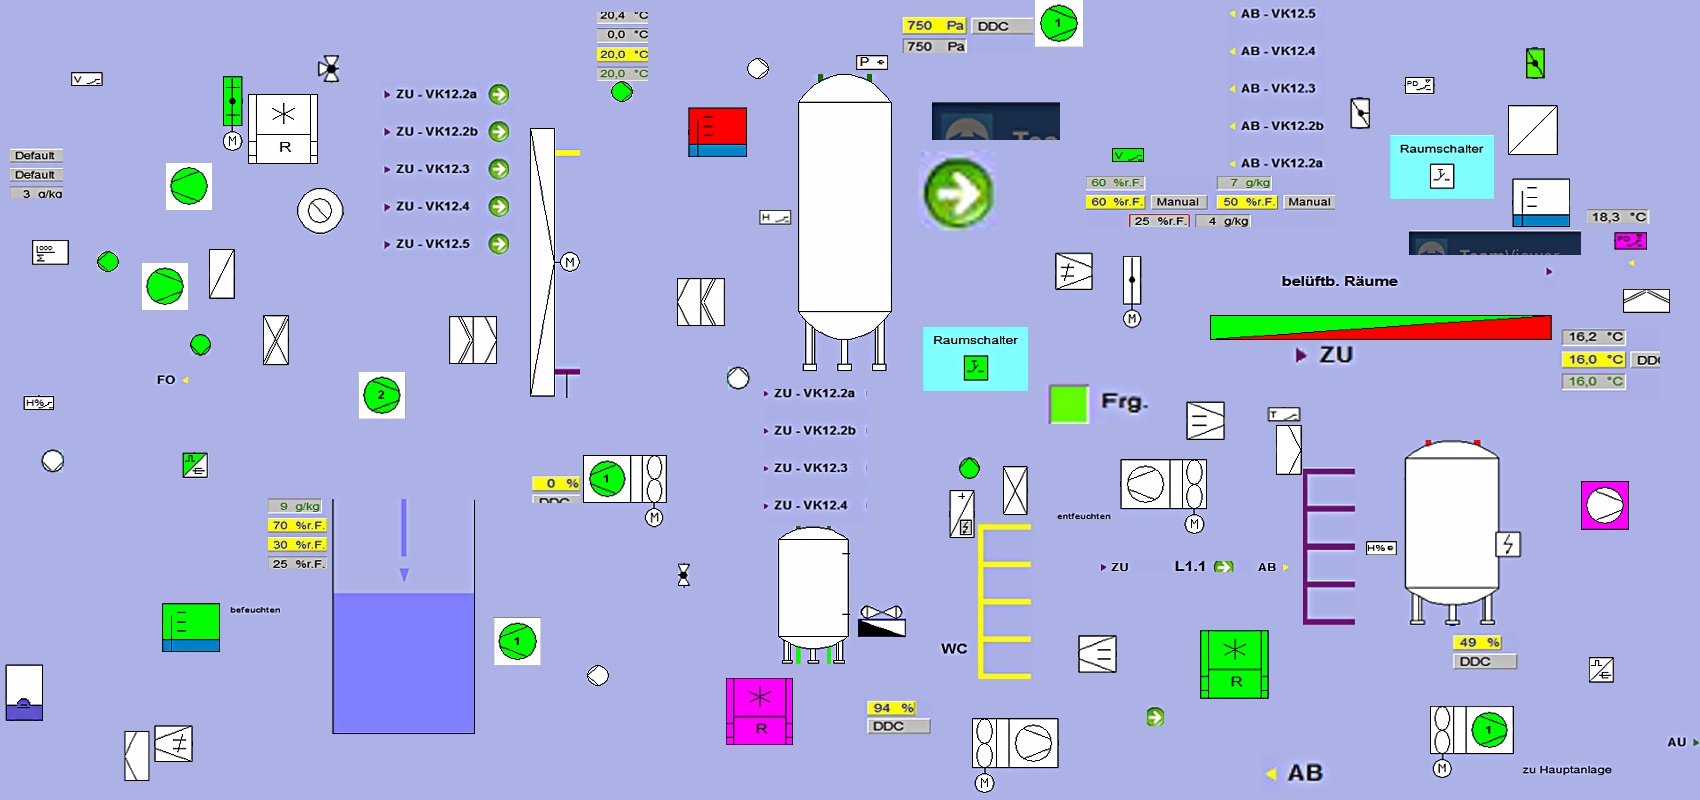 20,4 °C
0,0 °C
20,0 °C
20,0 °C
750 Pa DDC
750 Pa
1
P
AB - VK12.5
AB - VK12.4
AB - VK12.3
AB - VK12.2b
AB - VK12.2a
V
ZU - VK12.2a
ZU - VK12.2b
ZU - VK12.3
ZU - VK12.4
ZU - VK12.5
R
M
Default
Default
3 g/kg
PD
Raumschalter
V
60 %r.F.
60 %r.F. Manual
25 %r.F.
7 g/kg
50 %r.F. Manual
4 g/kg
H
18,3 °C
PD
TeamViewer
M
M
belüftb. Räume
ZU
16,2 °C
16,0 °C
16,0 °C
Raumschalter
FO
2
H%
ZU - VK12.2a
ZU - VK12.2b
ZU - VK12.3
ZU - VK12.4
Frg.
T
0 %
DDC
1
M
9 g/kg
70 %r.F.
30 %r.F.
25 %r.F.
entfeuchten
M
H%
ZU
L1.1
AB
befeuchten
1
WC
R
49 %
DDC
R
94 %
DDC
M
1
M
AU
AB
zu Hauptanlage